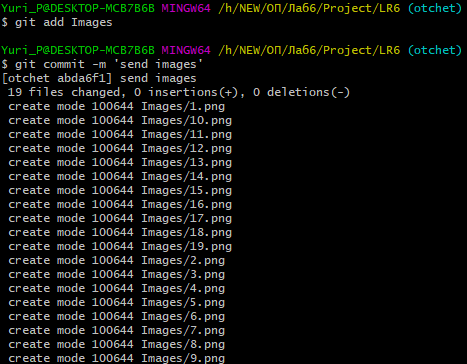 Yuri_P@DESKTOP-MCB7B6B MINGW64 /h/NEW/ОП/Лаб6/Project/LR6 (otchet)
$ git add Images
Yuri_P@DESKTOP-MCB7B6B MINGW64 /h/NEW/ОП/Лаб6/Project/LR6 (otchet)
$ git commit -m 'send images'
[otchet abda6f1] send images
19 files changed, 0 insertions(+), 0 deletions(-)
create mode 100644 Images/1.png
create mode 100644 Images/10.png
create mode 100644 Images/11.png
create mode 100644 Images/12.png
create mode 100644 Images/13.png
create mode 100644 Images/14.png
create mode 100644 Images/15.png
create mode 100644 Images/16.png
create mode 100644 Images/17.png
create mode 100644 Images/18.png
create mode 100644 Images/19.png
create mode 100644 Images/2.png
create mode 100644 Images/3.png
create mode 100644 Images/4.png
create mode 100644 Images/5.png
create mode 100644 Images/6.png
create mode 100644 Images/7.png
create mode 100644 Images/8.png
create mode 100644 Images/9.png